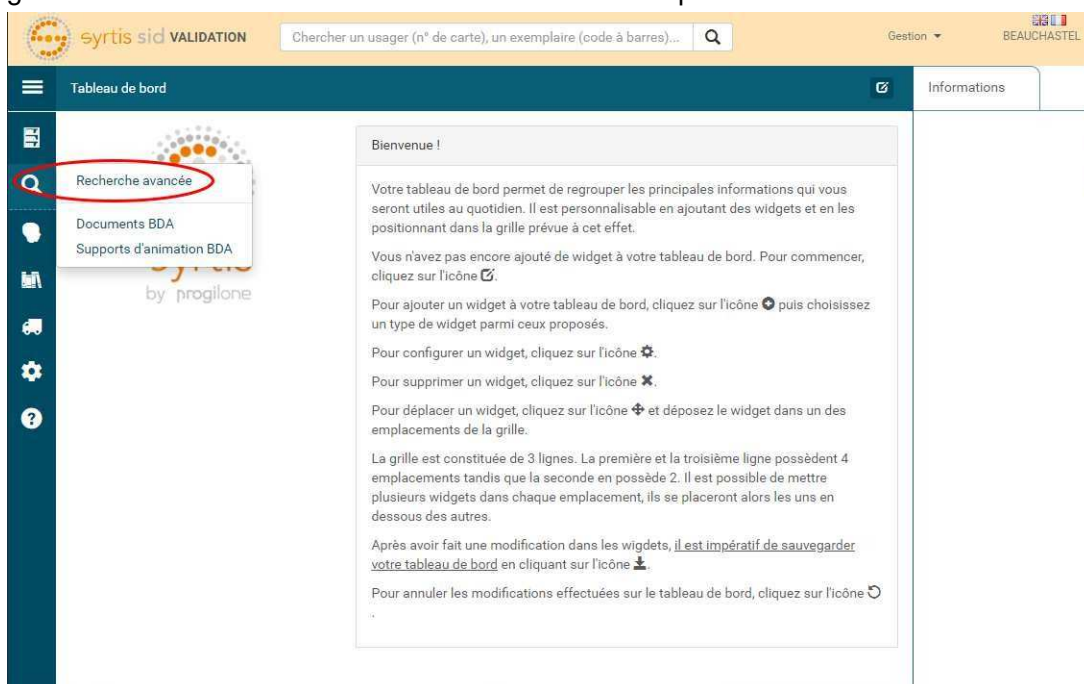 syrtis sid VALIDATION
Chercher un usager (n° de carte), un exemplaire (code à barres)...
Gestion
BEAUCHASTEL
Tableau de bord
Informations
Recherche avancée
Documents BDA
Supports d'animation BDA
syrtis
by progilone
Bienvenue !
Votre tableau de bord permet de regrouper les principales informations qui vous
seront utiles au quotidien. Il est personnalisable en ajoutant des widgets et en les
positionnant dans la grille prévue à cet effet.
Vous n'avez pas encore ajouté de widget à votre tableau de bord. Pour commencer,
cliquez sur l'icône .
Pour ajouter un widget à votre tableau de bord, cliquez sur l'icône puis choisissez
un type de widget parmi ceux proposés.
Pour configurer un widget, cliquez sur l'icône .
Pour supprimer un widget, cliquez sur l'icône .
Pour déplacer un widget, cliquez sur l'icône et déposez le widget dans un des
emplacements de la grille.
La grille est constituée de 3 lignes. La première et la troisième ligne possèdent 4
emplacements tandis que la seconde en possède 2. Il est possible de mettre
plusieurs widgets dans chaque emplacement, ils se placeront alors les uns en
dessous des autres.
Après avoir fait une modification dans les wigdets, il est impératif de sauvegarder
votre tableau de bord en cliquant sur l'icône .
Pour annuler les modifications effectuées sur le tableau de bord, cliquez sur l'icône
.